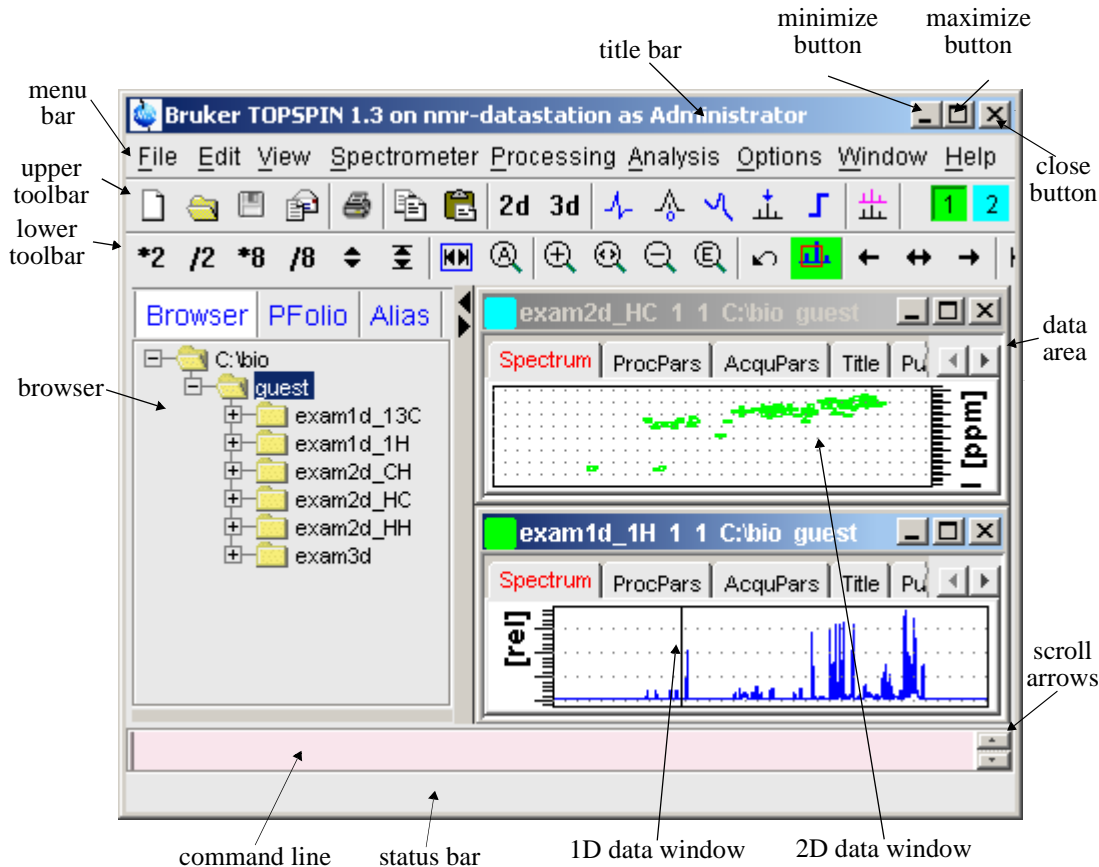 minimize button
maximize button
title bar
menu bar
Bruker TOPSPIN 1.3 on nmr-datastation as Administrator
File Edit View Spectrometer Processing Analysis Options Window Help
close button
upper toolbar
2d 3d 1 2
lower toolbar
*2 /2 *8 /8 A E
Browser PFolio Alias
exam2d_HC 1 1 C:\bio guest
data area
Spectrum ProcPars AcquPars Title Pu
C:\bio
browser
guest
exam1d_13C
exam1d_1H
exam2d_CH
exam2d_HC
exam2d_HH
exam3d
[ppm]
exam1d_1H 1 1 C:\bio guest
Spectrum ProcPars AcquPars Title Pu
[rel]
scroll arrows
command line
status bar
1D data window
2D data window